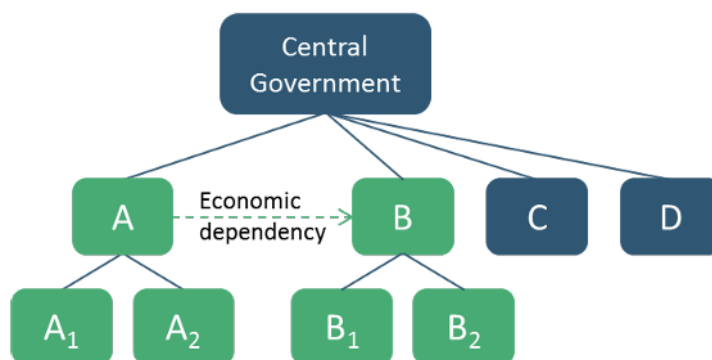 Central
Government
A
Economic
dependency
B
C
D
A₁
A₂
B₁
B₂